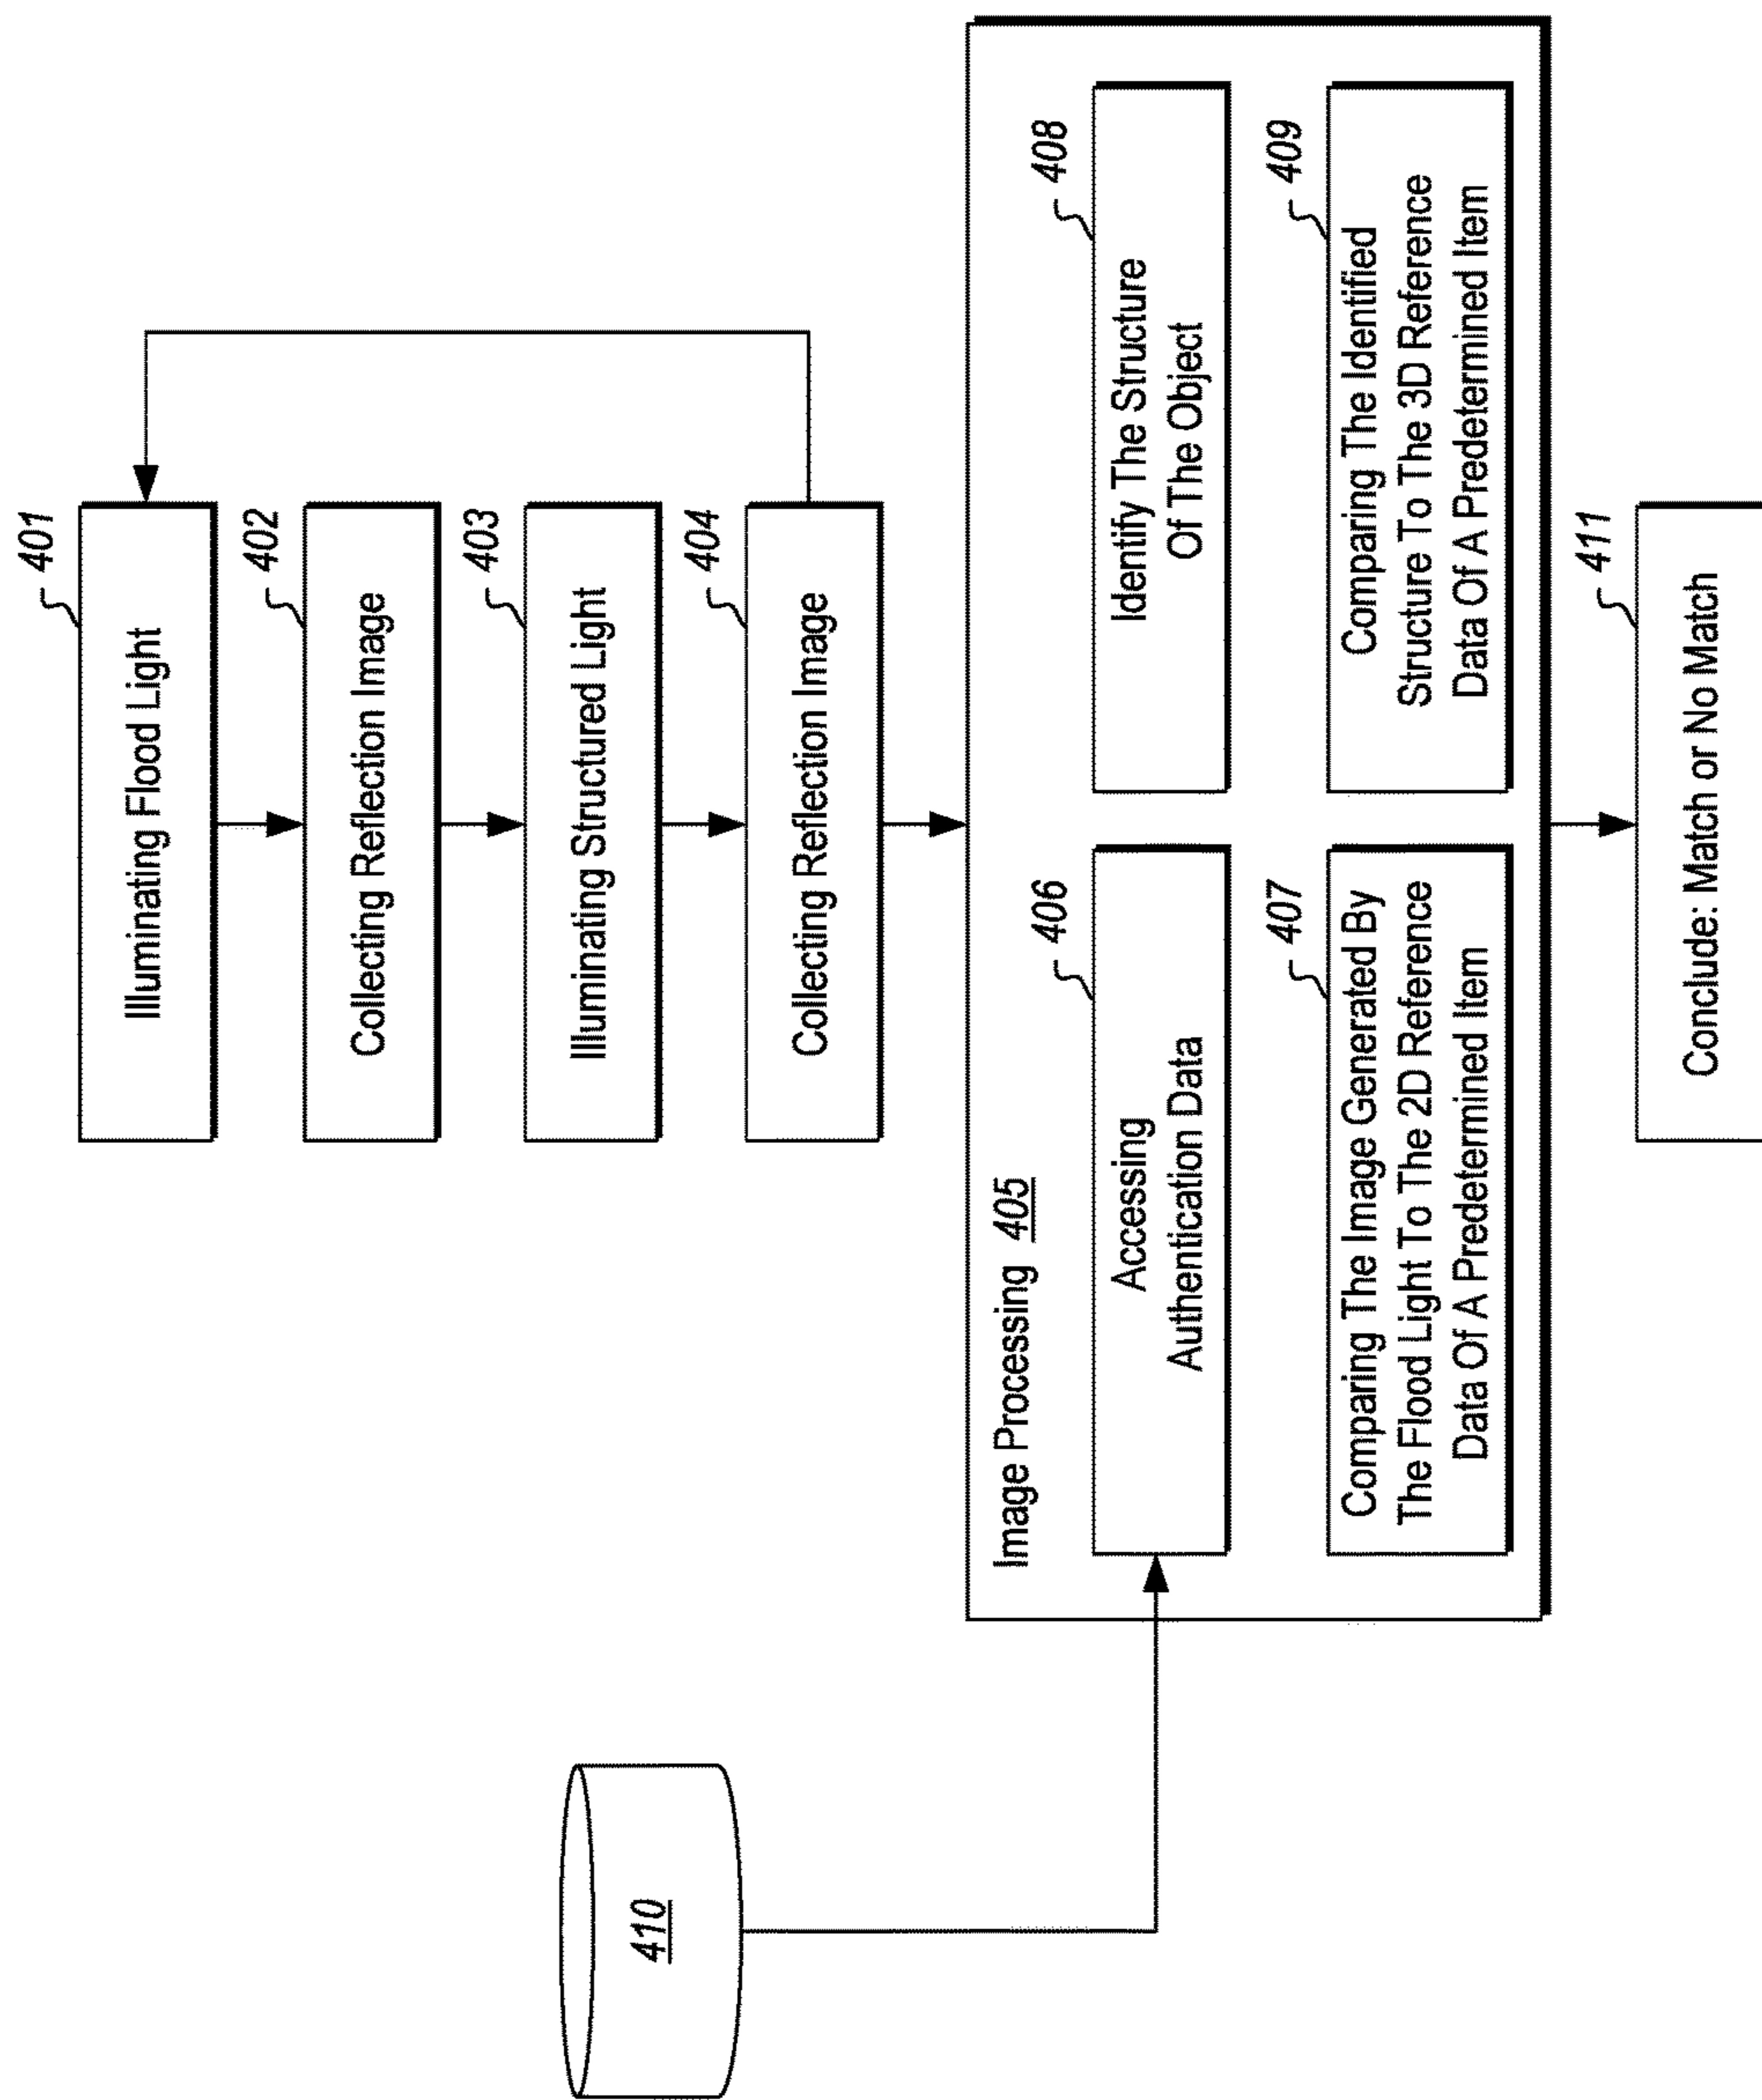 401
Illuminating Flood Light
402
Collecting Reflection Image
403
Illuminating Structured Light
404
Collecting Reflection Image
410
Image Processing 405
406
Accessing
Authentication Data
408
Identify The Structure
Of The Object
407
Comparing The Image Generated By
The Flood Light To The 2D Reference
Data Of A Predetermined Item
409
Comparing The Identified
Structure To The 3D Reference
Data Of A Predetermined Item
411
Conclude: Match or No Match